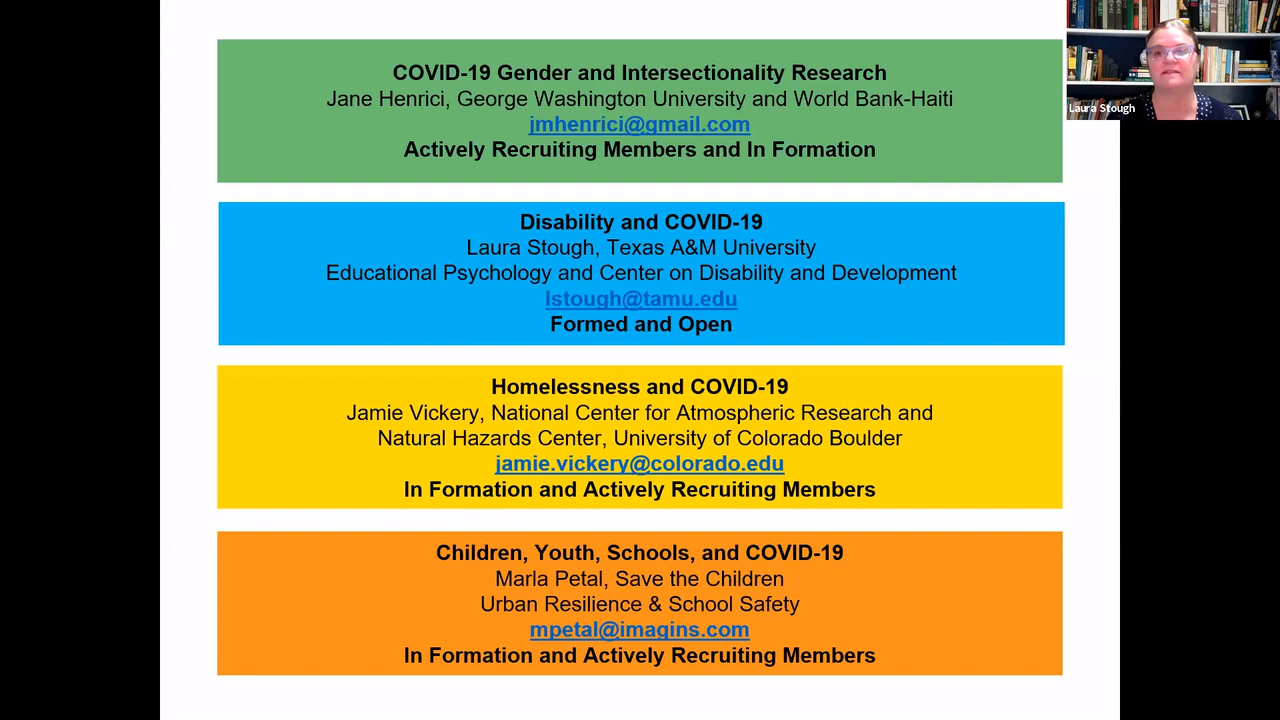 COVID-19 Gender and Intersectionality Research
Jane Henrici, George Washington University and World Bank-Haiti
jmhenrici@gmail.com
Actively Recruiting Members and In Formation
Disability and COVID-19
Laura Stough, Texas A&M University
Educational Psychology and Center on Disability and Development
lstough@tamu.edu
Formed and Open
Homelessness and COVID-19
Jamie Vickery, National Center for Atmospheric Research and
Natural Hazards Center, University of Colorado Boulder
jamie.vickery@colorado.edu
In Formation and Actively Recruiting Members
Children, Youth, Schools, and COVID-19
Marla Petal, Save the Children
Urban Resilience & School Safety
mpetal@imagins.com
In Formation and Actively Recruiting Members
Laura Stough